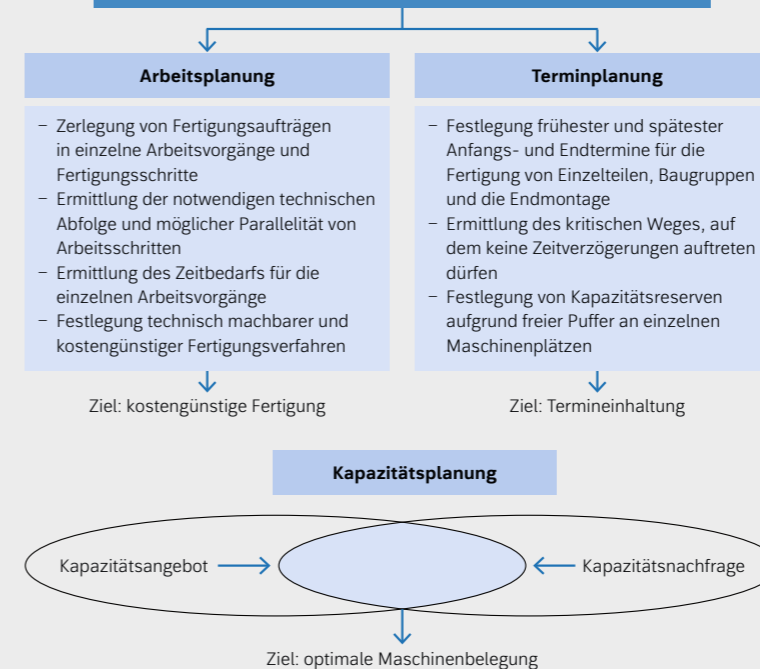 Arbeitsplanung
– Zerlegung von Fertigungsaufträgen
in einzelne Arbeitsvorgänge und
Fertigungsschritte
– Ermittlung der notwendigen technischen
Abfolge und möglicher Parallelität von
Arbeitsschritten
– Ermittlung des Zeitbedarfs für die
einzelnen Arbeitsvorgänge
– Festlegung technisch machbarer und
kostengünstiger Fertigungsverfahren
Ziel: kostengünstige Fertigung
Terminplanung
– Festlegung frühester und spätester
Anfangs- und Endtermine für die
Fertigung von Einzelteilen, Baugruppen
und die Endmontage
– Ermittlung des kritischen Weges, auf
dem keine Zeitverzögerungen auftreten
dürfen
– Festlegung von Kapazitätsreserven
aufgrund freier Puffer an einzelnen
Maschinenplätzen
Ziel: Termineinhaltung
Kapazitätsplanung
Kapazitätsangebot
Kapazitätsnachfrage
Ziel: optimale Maschinenbelegung